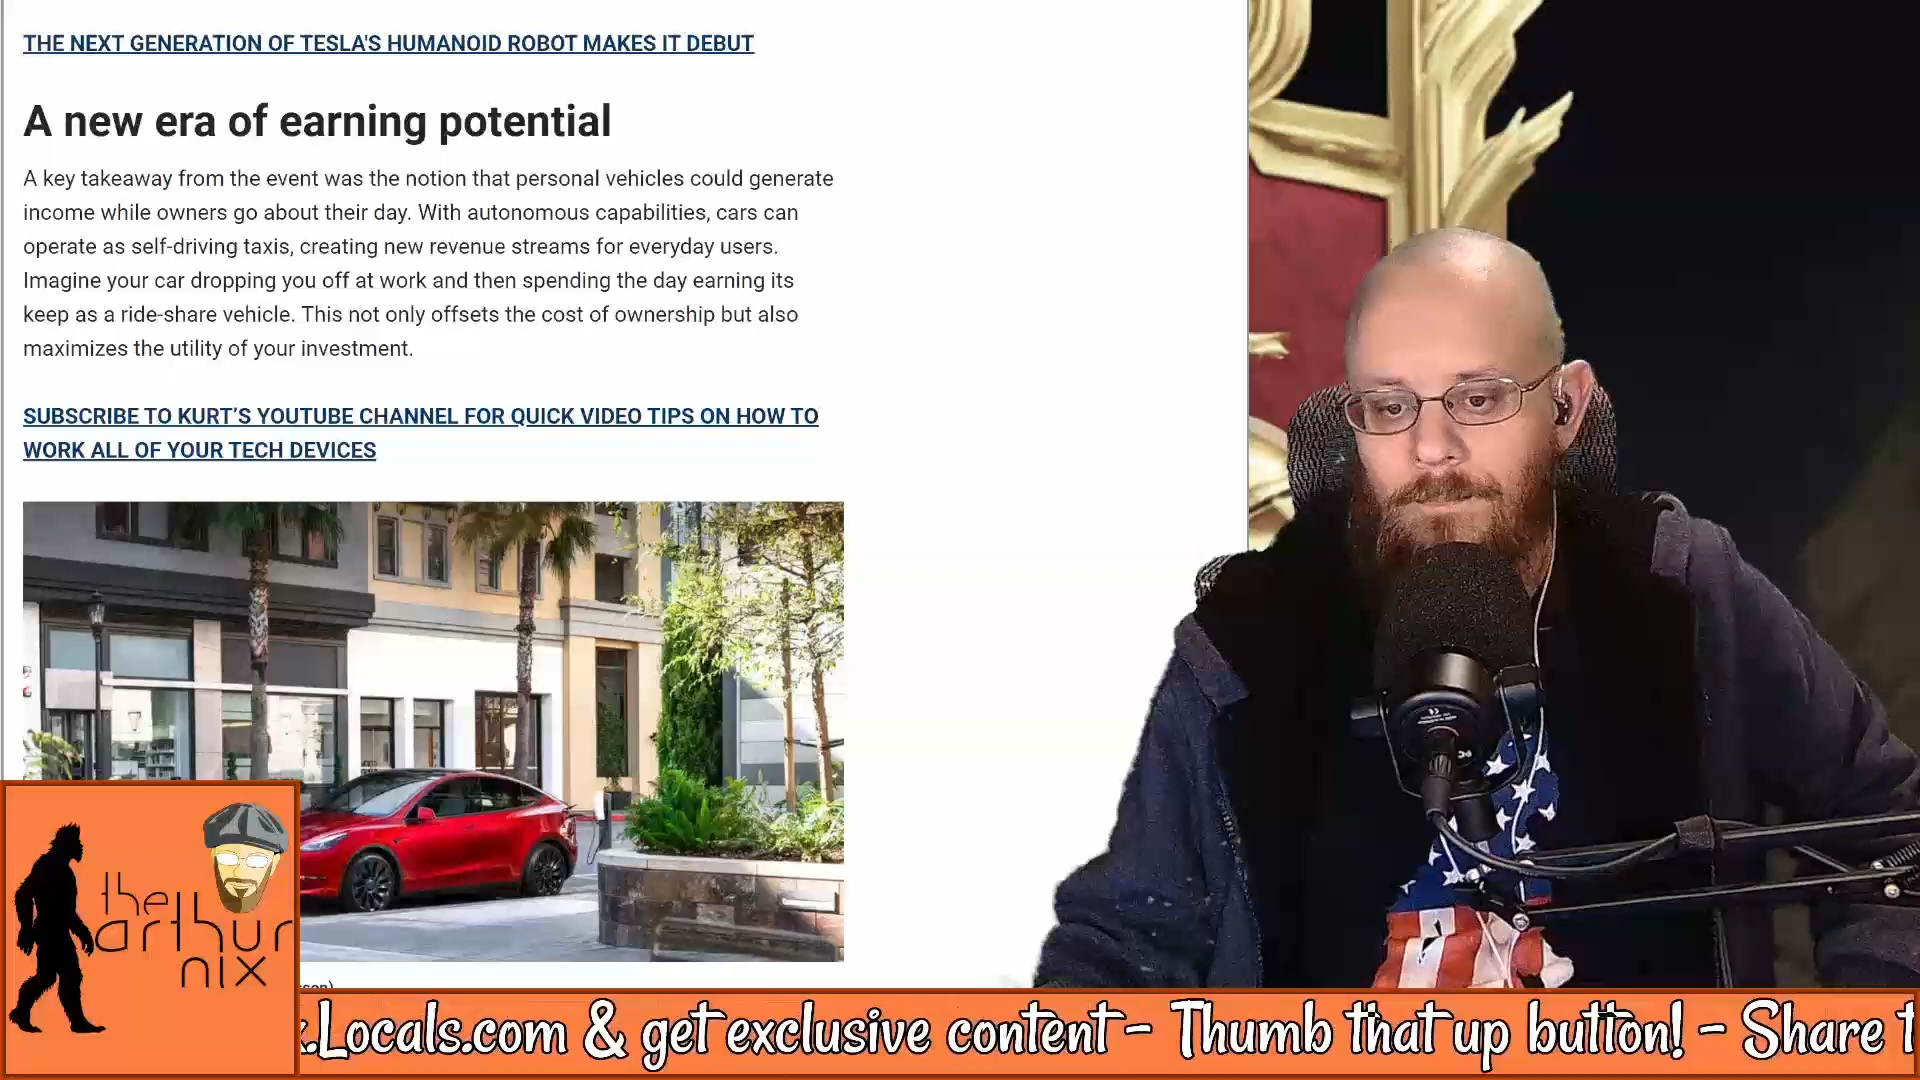 THE NEXT GENERATION OF TESLA'S HUMANOID ROBOT MAKES IT DEBUT
A new era of earning potential
A key takeaway from the event was the notion that personal vehicles could generate
income while owners go about their day. With autonomous capabilities, cars can
operate as self-driving taxis, creating new revenue streams for everyday users.
Imagine your car dropping you off at work and then spending the day earning its
keep as a ride-share vehicle. This not only offsets the cost of ownership but also
maximizes the utility of your investment.
SUBSCRIBE TO KURT’S YOUTUBE CHANNEL FOR QUICK VIDEO TIPS ON HOW TO
WORK ALL OF YOUR TECH DEVICES
the
arthur
nix
.Locals.com & get exclusive content - Thumb that up button! - Share